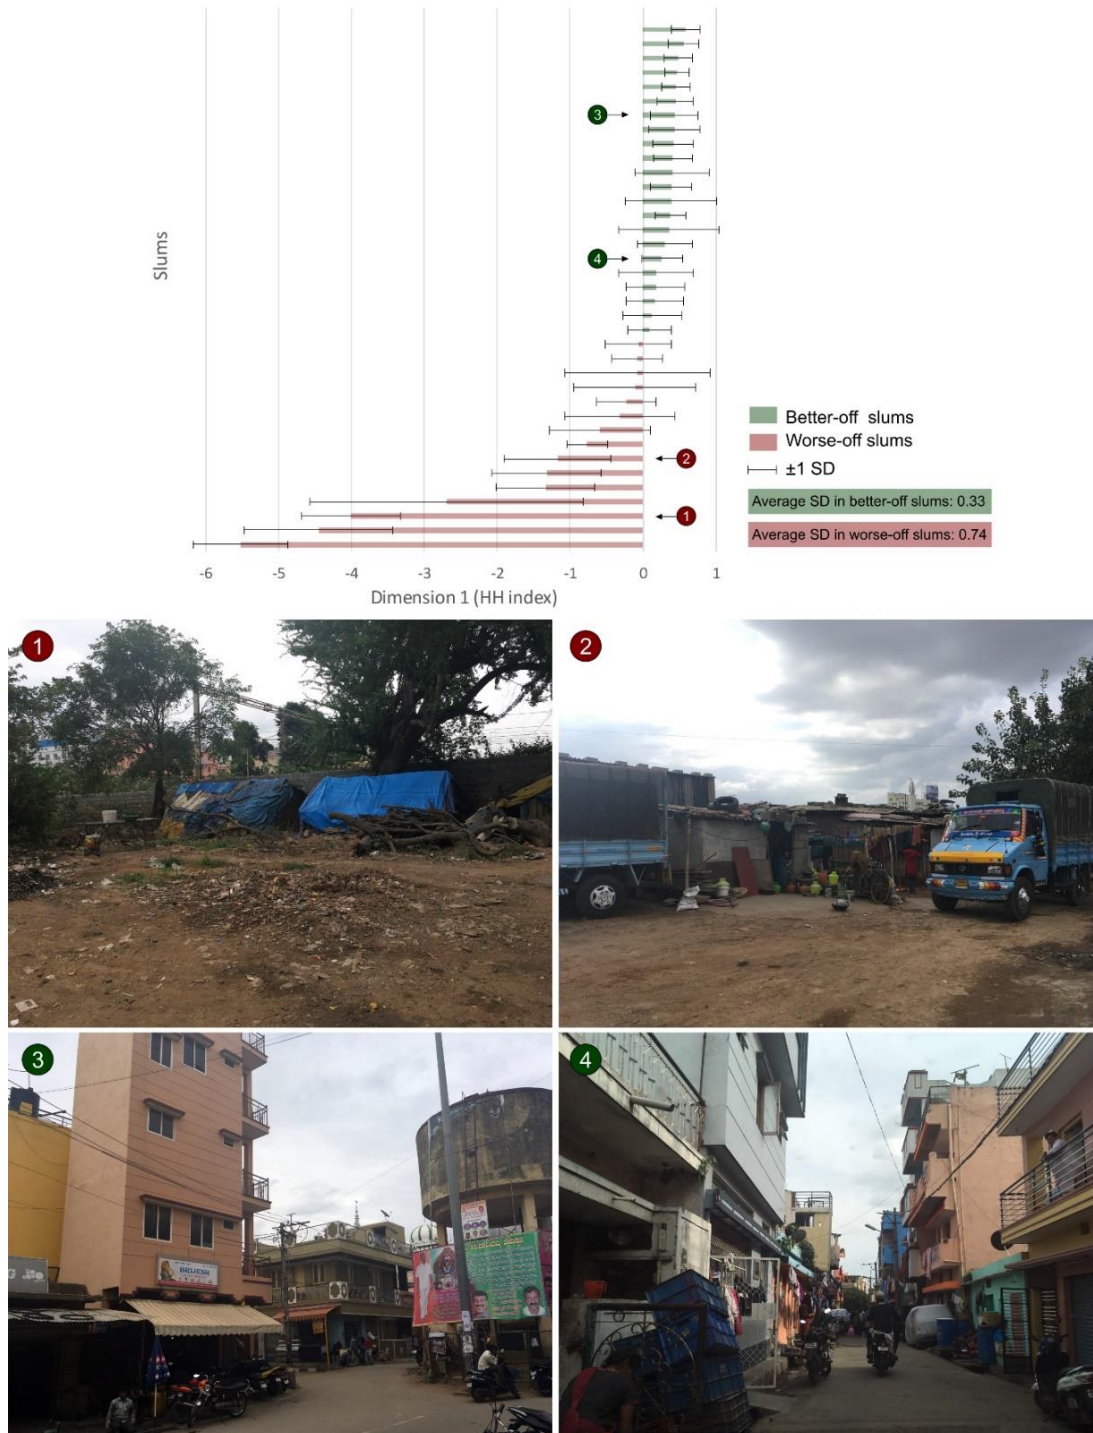 3
4
Slums
Better-off slums
Worse-off slums
±1 SD
2
Average SD in better-off slums: 0.33
1
Average SD in worse-off slums: 0.74
-6 -5 -4 -3 -2 -1 0 1
Dimension 1 (HH index)
1
2
3
4
BRIJESH